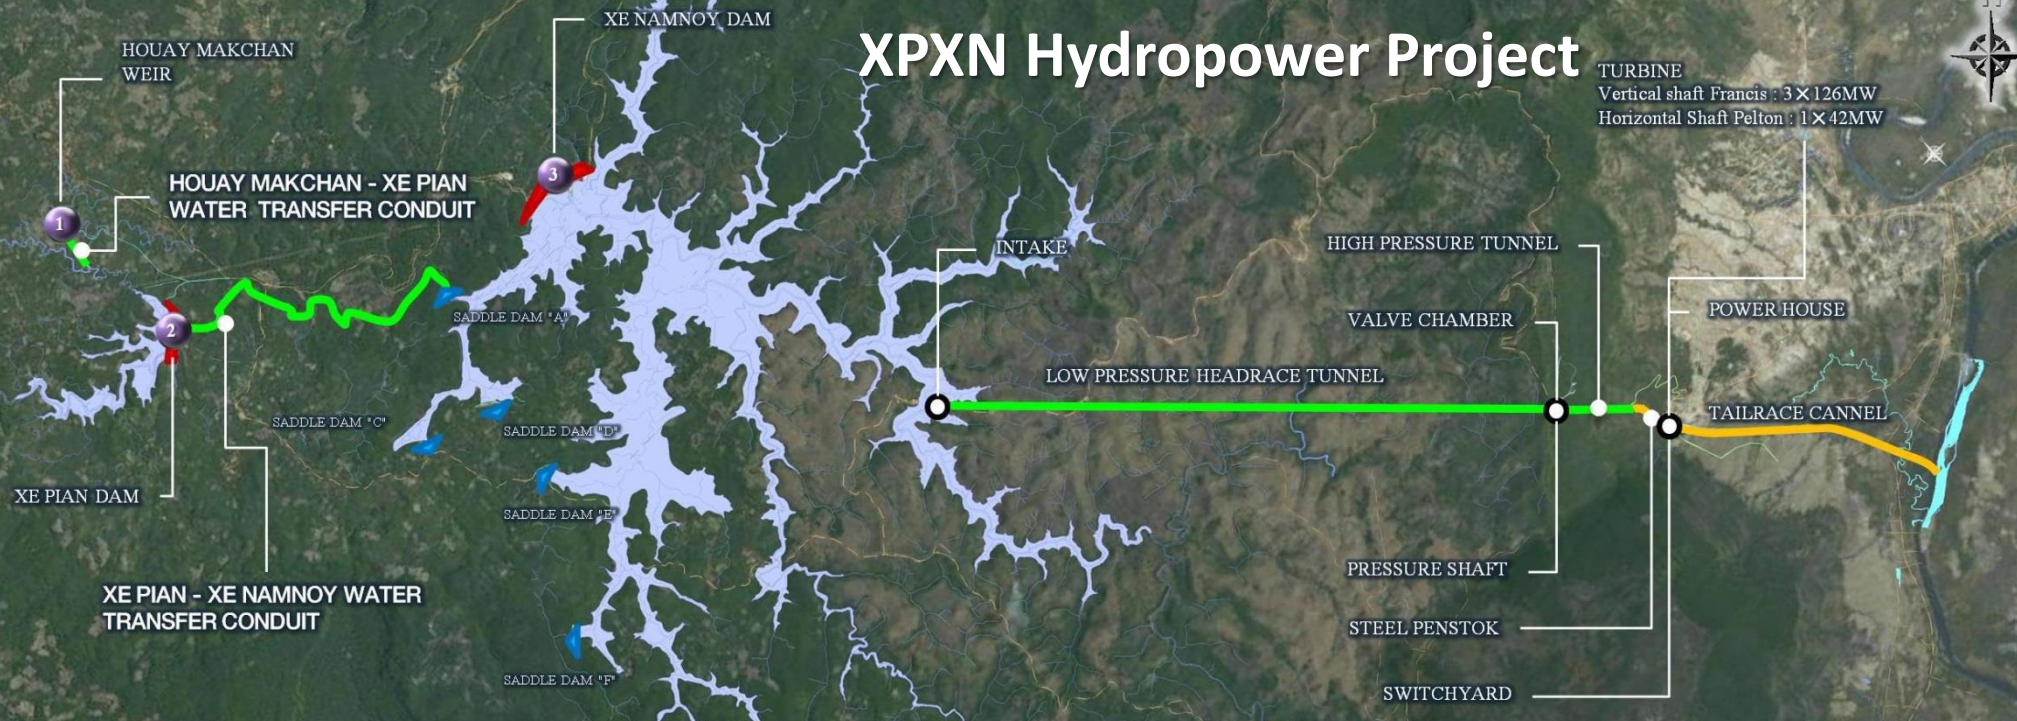 XE NAMNOY DAM
XPXN Hydropower Project
N
HOUAY MAKCHAN
WEIR
TURBINE
Vertical shaft Francis : 3×126MW
Horizontal Shaft Pelton : 1×42MW
HOUAY MAKCHAN - XE PIAN
WATER TRANSFER CONDUIT
3
1
INTAKE
HIGH PRESSURE TUNNEL
SADDLE DAM "A"
2
VALVE CHAMBER
POWER HOUSE
LOW PRESSURE HEADRACE TUNNEL
SADDLE DAM "C"
SADDLE DAM "D"
TAILRACE CANNEL
XE PIAN DAM
SADDLE DAM "E"
PRESSURE SHAFT
XE PIAN - XE NAMNOY WATER
TRANSFER CONDUIT
STEEL PENSTOK
SADDLE DAM "F"
SWITCHYARD